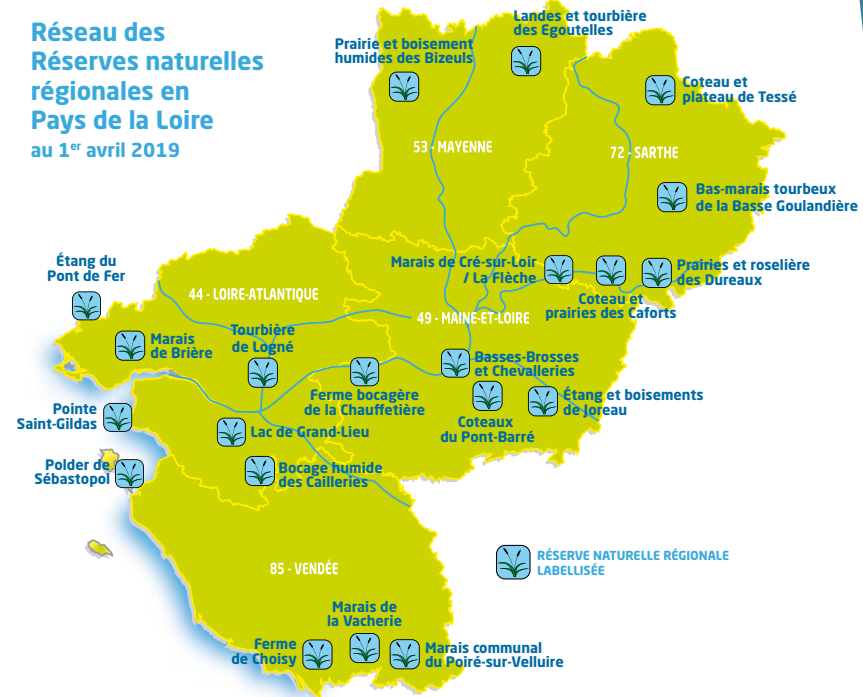 Réseau des
Réserves naturelles
régionales en
Pays de la Loire
au 1er avril 2019
Landes et tourbière
des Egoutelles
Prairie et boisement
humides des Bizeuls
Coteau et
plateau de Tessé
53 - MAYENNE
72 - SARTHE
Bas-marais tourbeux
de la Basse Goulandière
Étang du
Pont de Fer
Marais de Cré-sur-Loir
/ La Flèche
Prairies et roselière
des Dureaux
44 - LOIRE-ATLANTIQUE
Coteau et
prairies des Caforts
49 - MAINE-ET-LOIRE
Marais
de Brière
Tourbière
de Logné
Basses-Brosses
et Chevalleries
Ferme bocagère
de la Chauffetière
Étang et boisements
de Joreau
Pointe
Saint-Gildas
Coteaux
du Pont-Barré
Lac de Grand-Lieu
Polder de
Sébastopol
Bocage humide
des Cailleries
RÉSERVE NATURELLE RÉGIONALE
LABELLISÉE
85 - VENDÉE
Marais de
la Vacherie
Ferme
de Choisy
Marais communal
du Poiré-sur-Velluire